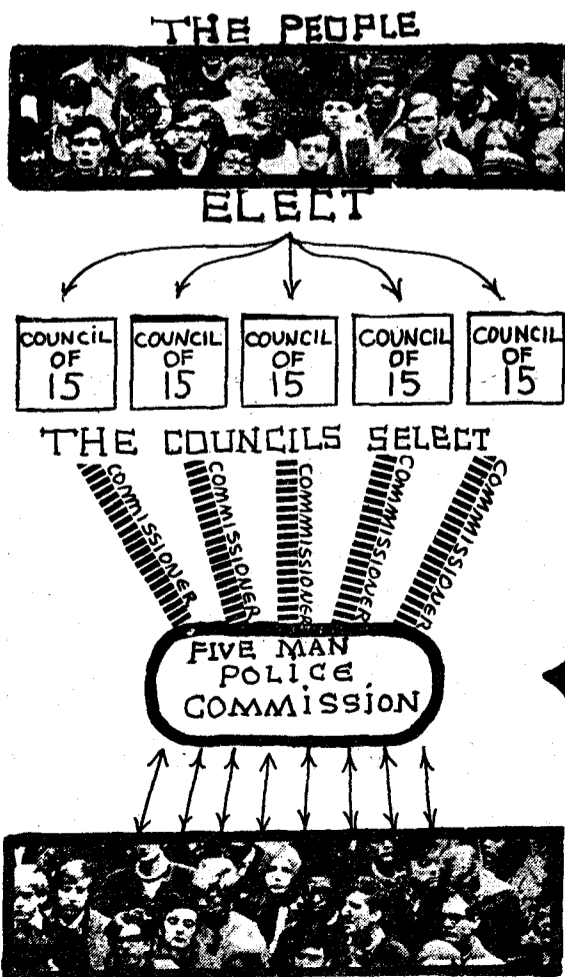 THE PEOPLE
ELECT
COUNCIL OF 15
COUNCIL OF 15
COUNCIL OF 15
COUNCIL OF 15
COUNCIL OF 15
THE COUNCILS SELECT
COMMISSIONER
COMMISSIONER
COMMISSIONER
COMMISSIONER
COMMISSIONER
FIVE MAN
POLICE
COMMISSION